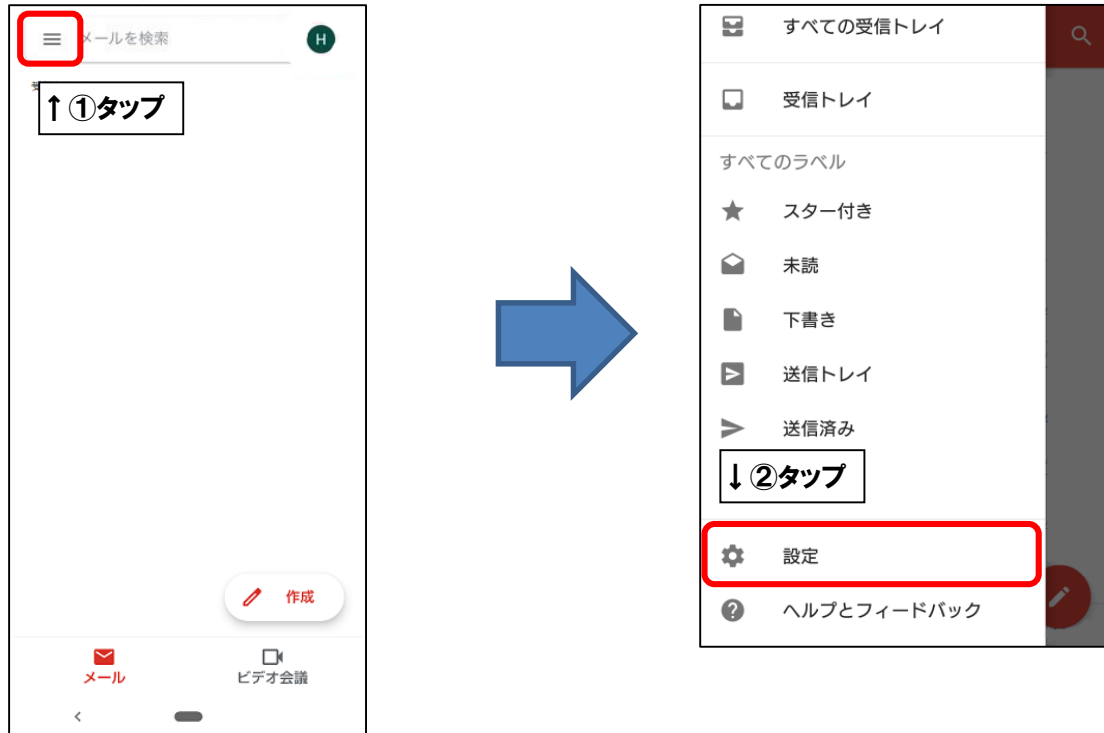 メールを検索
H
↑①タップ
作成
メール
ビデオ会議
すべての受信トレイ
受信トレイ
すべてのラベル
スター付き
未読
下書き
送信トレイ
送信済み
↓②タップ
設定
ヘルプとフィードバック